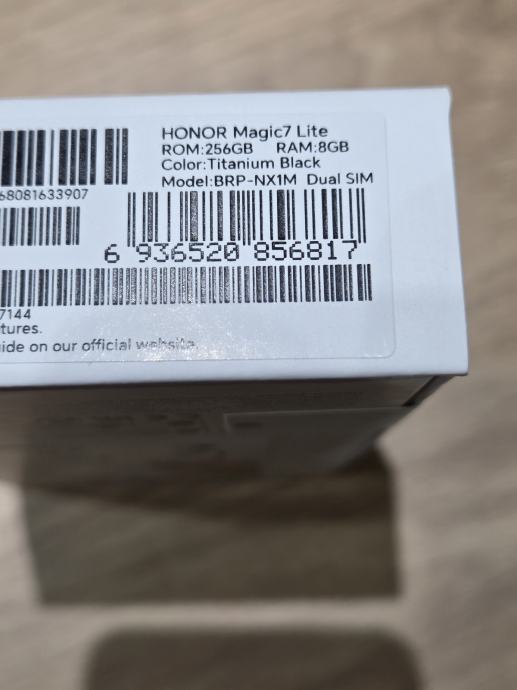 HONOR Magic7 Lite
ROM:256GB RAM:8GB
Color:Titanium Black
Model:BRP-NX1M Dual SIM
68081633907
6 936520 856817
7144
tures.
ide on our official website.